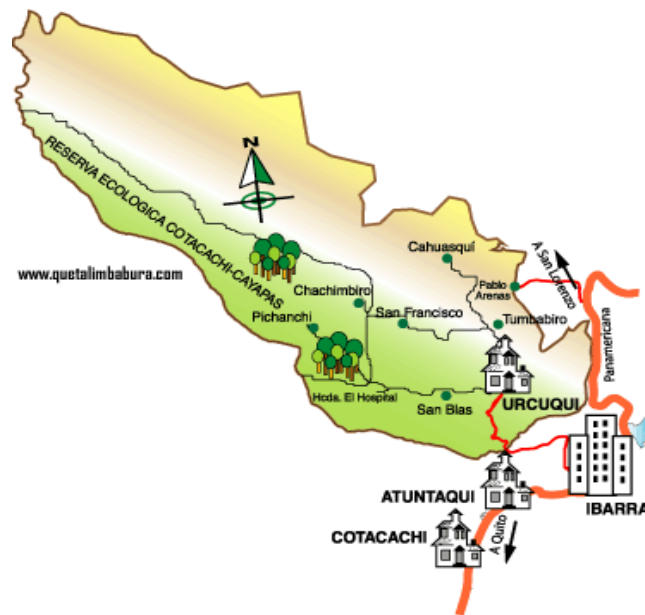 N
RESERVA ECOLOGICA COTACACHI-CAYAPAS
www.quetalimbabura.com
Cahuasquí
A San Lorenzo
Pablo
Arenas
Chachimbiro
San Francisco
Tumbabiro
Pichanchi
Panamericana
Hcda. El Hospital
San Blas
URCUQUI
ATUNTAQUI
IBARRA
COTACACHI
A Quito